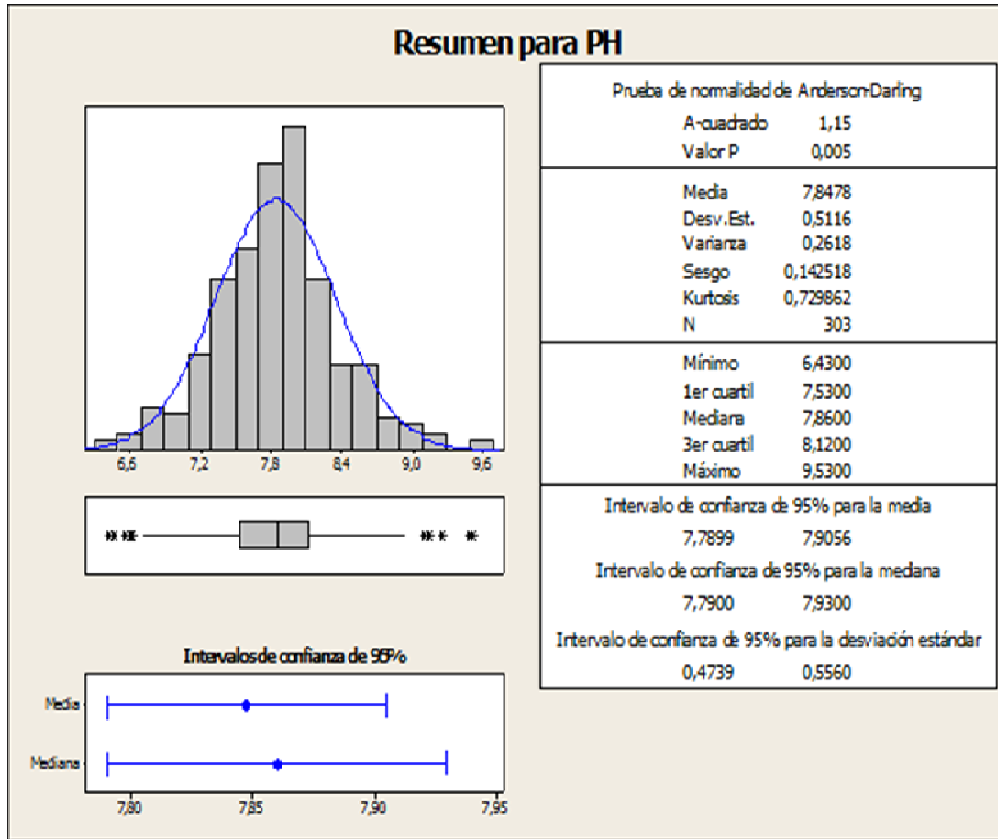 Resumen para PH
6,6 7,2 7,8 8,4 9,0 9,6
Intervalos de confianza de 95%
Media
Mediana
7,80 7,85 7,90 7,95
Prueba de normalidad de Anderson-Darling
A-cuadrado 1,15
Valor P 0,005
Media 7,8478
Desv.Est. 0,5116
Varianza 0,2618
Sesgo 0,142518
Kurtosis 0,729862
N 303
Mínimo 6,4300
1er cuartil 7,5300
Mediana 7,8600
3er cuartil 8,1200
Máximo 9,5300
Intervalo de confianza de 95% para la media
7,7899 7,9056
Intervalo de confianza de 95% para la mediana
7,7900 7,9300
Intervalo de confianza de 95% para la desviación estándar
0,4739 0,5560